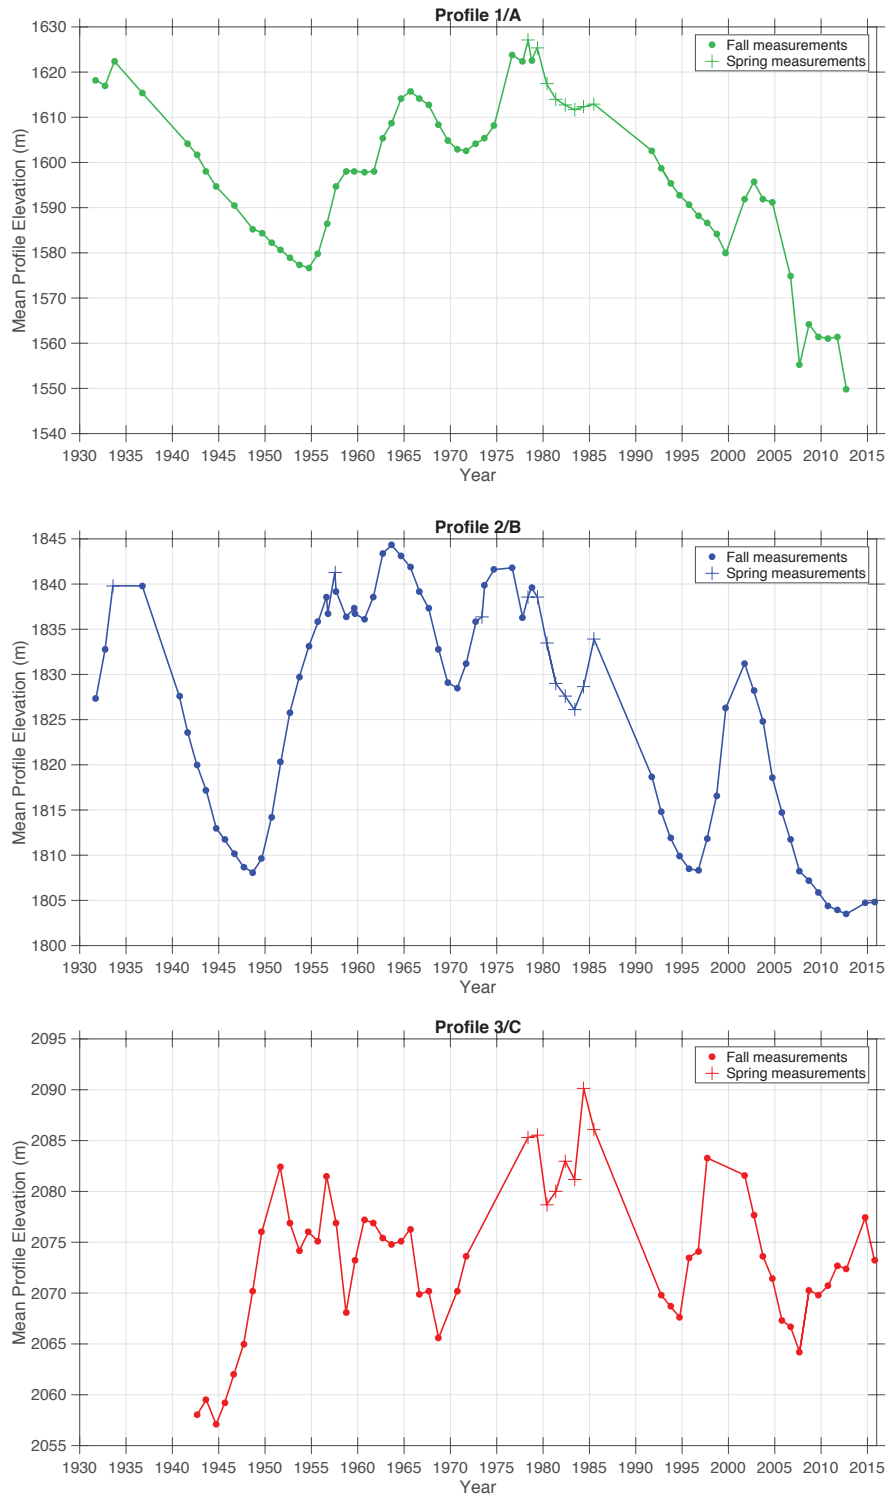 Profile 1/A
1630
1620
1610
1600
1590
1580
1570
1560
1550
1540
Mean Profile Elevation (m)
Fall measurements
Spring measurements
1930 1935 1940 1945 1950 1955 1960 1965 1970 1975 1980 1985 1990 1995 2000 2005 2010 2015
Year
Profile 2/B
1845
1840
1835
1830
1825
1820
1815
1810
1805
1800
Mean Profile Elevation (m)
Fall measurements
Spring measurements
1930 1935 1940 1945 1950 1955 1960 1965 1970 1975 1980 1985 1990 1995 2000 2005 2010 2015
Year
Profile 3/C
2095
2090
2085
2080
2075
2070
2065
2060
2055
Mean Profile Elevation (m)
Fall measurements
Spring measurements
1930 1935 1940 1945 1950 1955 1960 1965 1970 1975 1980 1985 1990 1995 2000 2005 2010 2015
Year